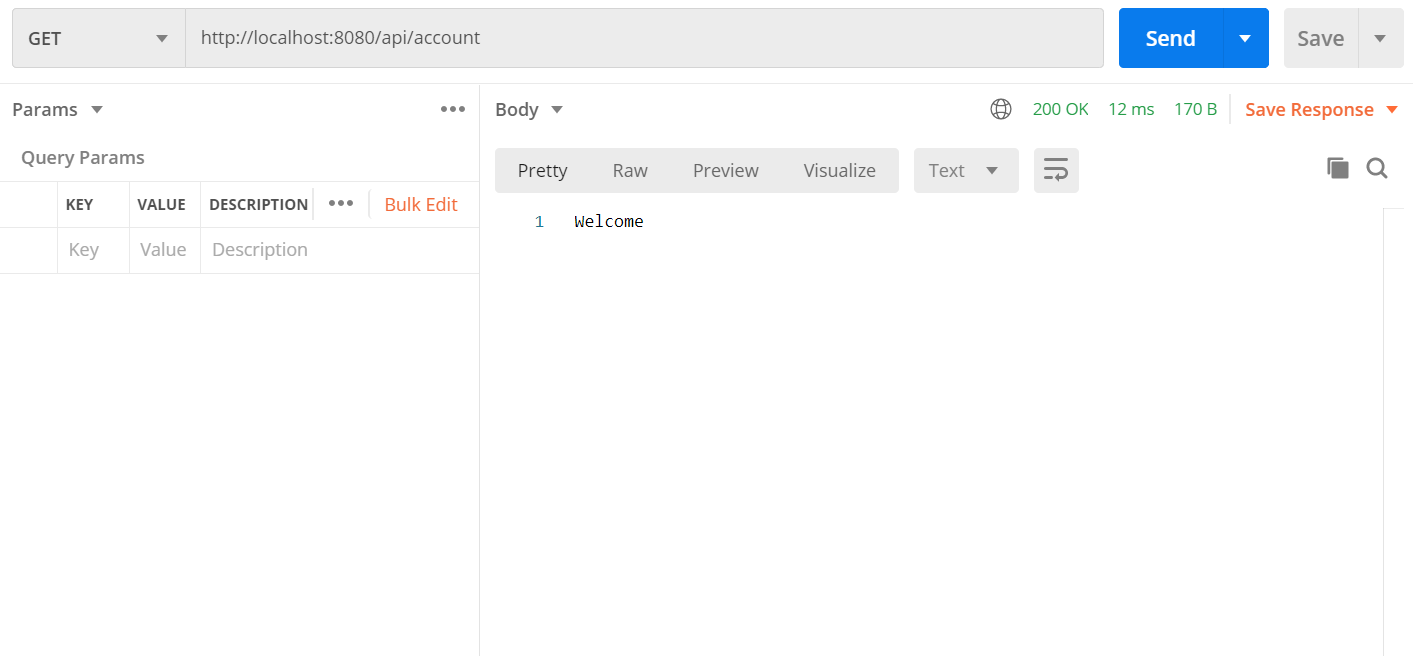 GET http://localhost:8080/api/account Send Save
Params
Query Params
KEY VALUE DESCRIPTION Bulk Edit
Key Value Description
Body 200 OK 12 ms 170 B Save Response
Pretty Raw Preview Visualize Text
1 Welcome